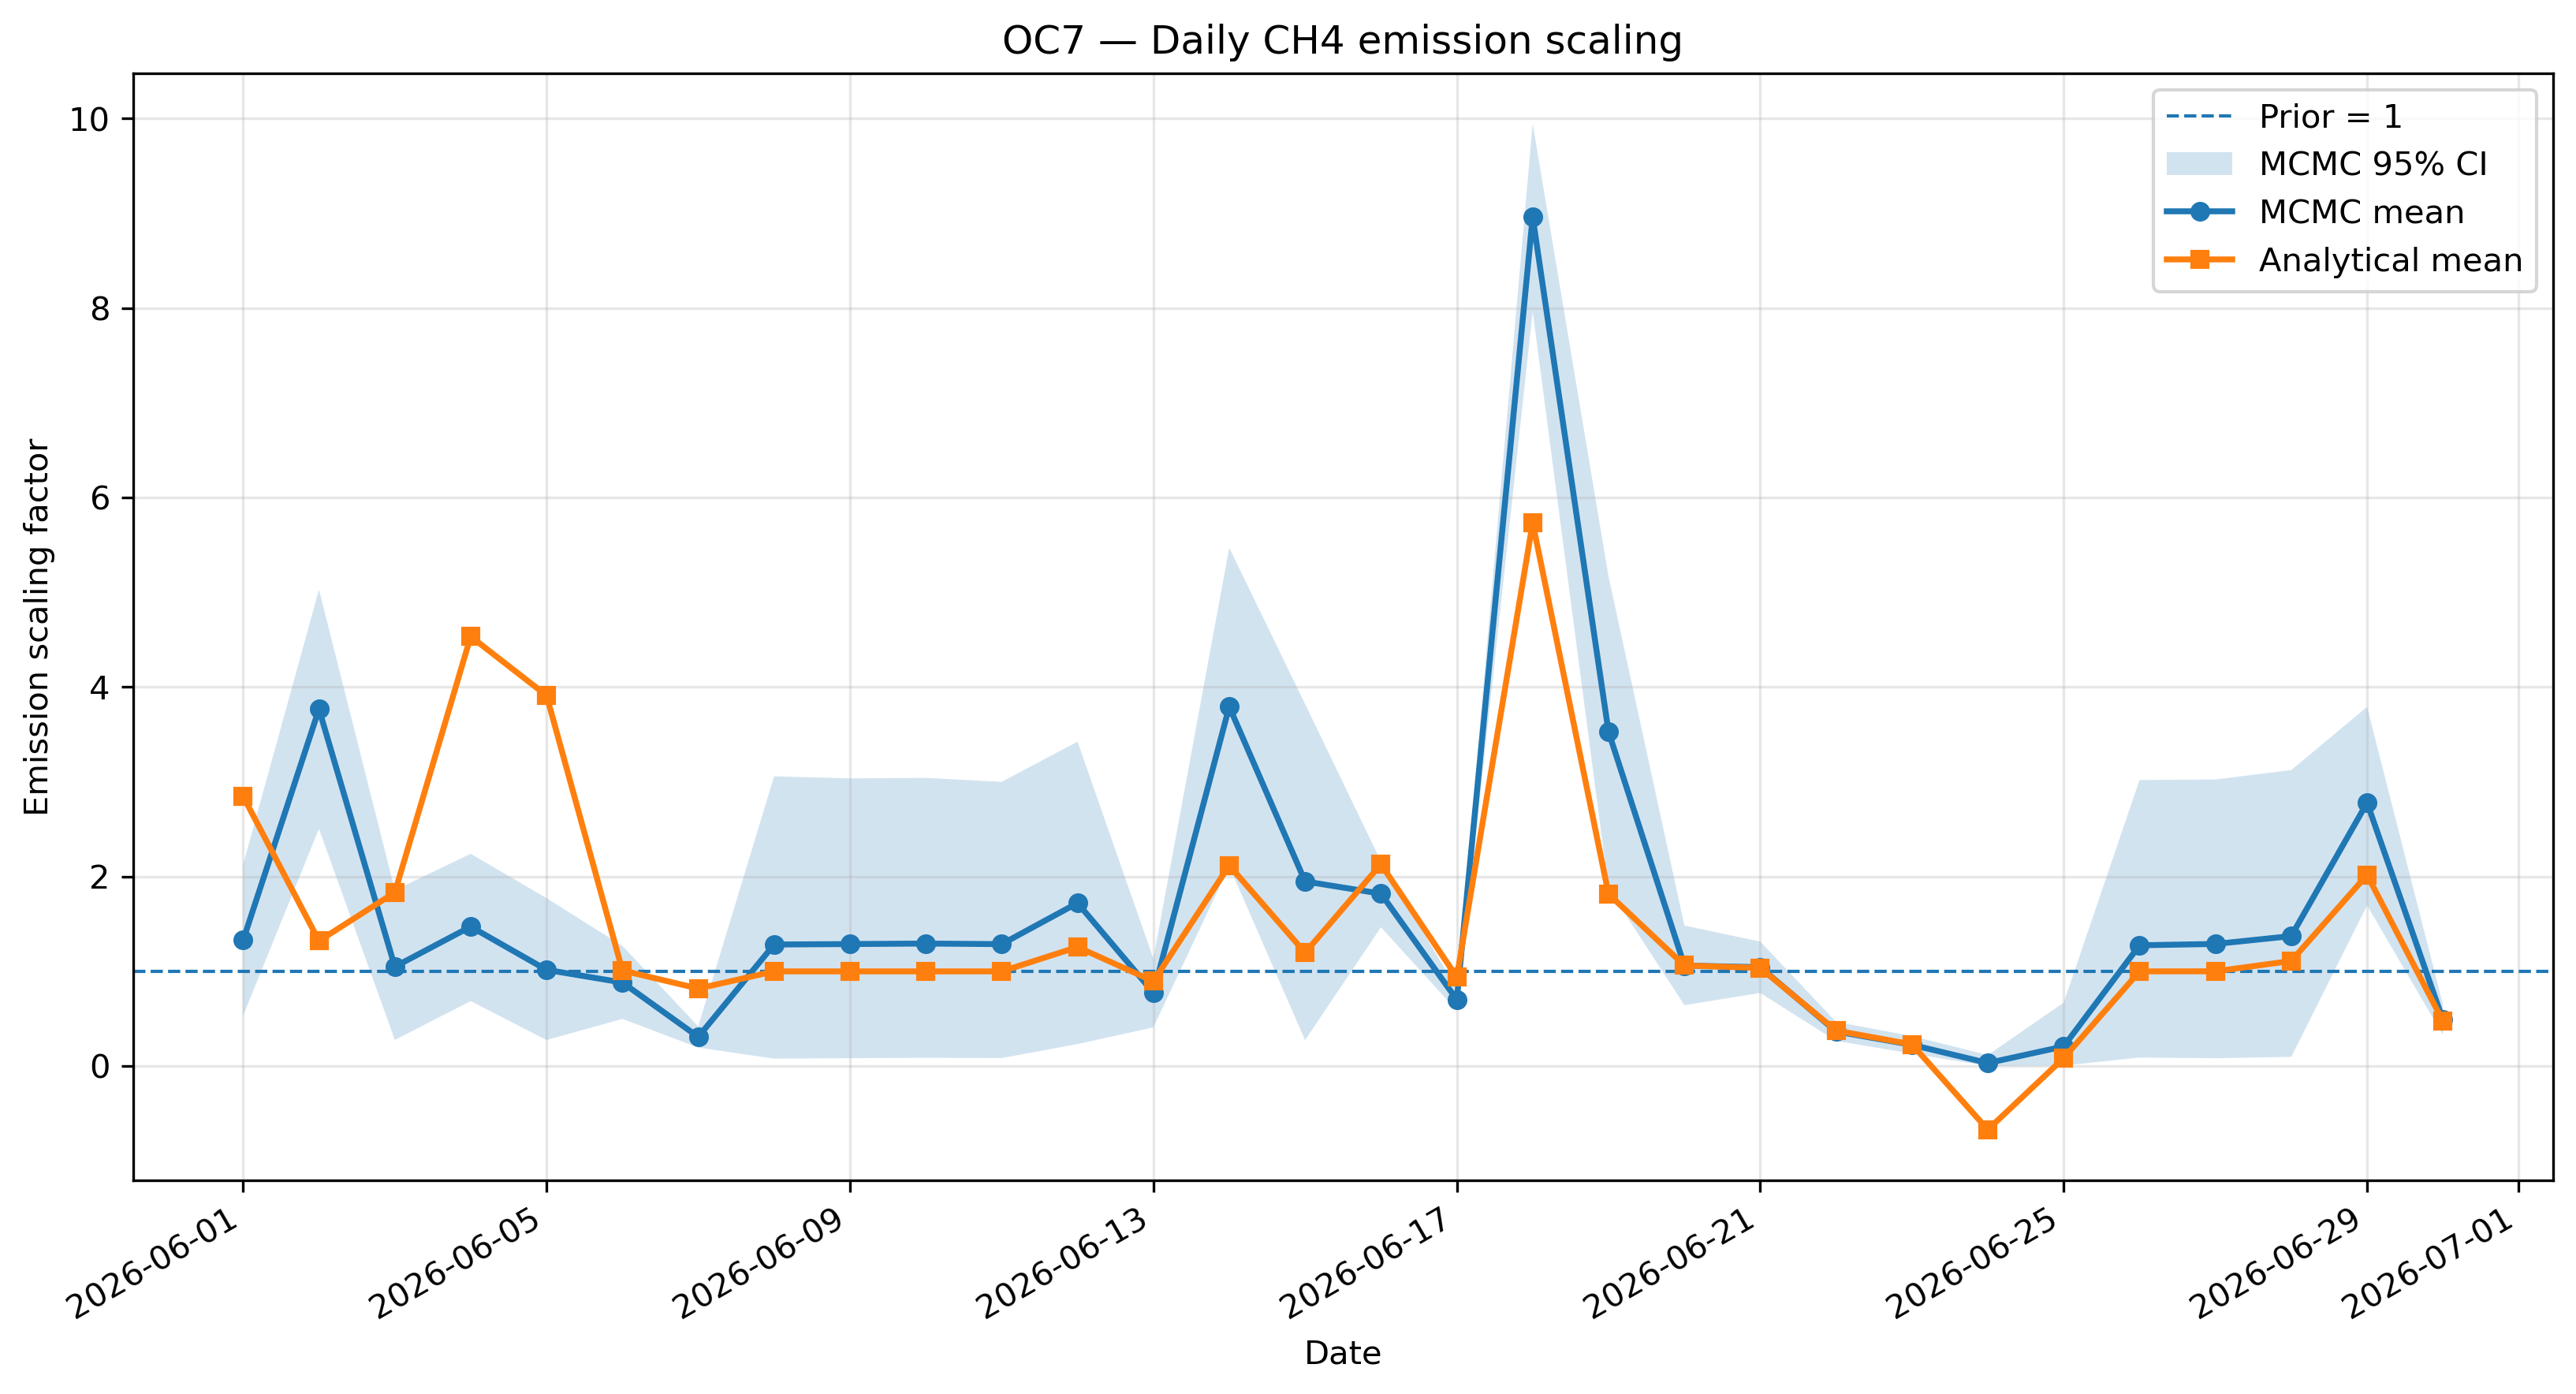 OC7 — Daily CH4 emission scaling
Prior = 1
MCMC 95% CI
MCMC mean
Analytical mean
Emission scaling factor
10
8
6
4
2
0
2026-06-01
2026-06-05
2026-06-09
2026-06-13
2026-06-17
2026-06-21
2026-06-25
2026-06-29
2026-07-01
Date